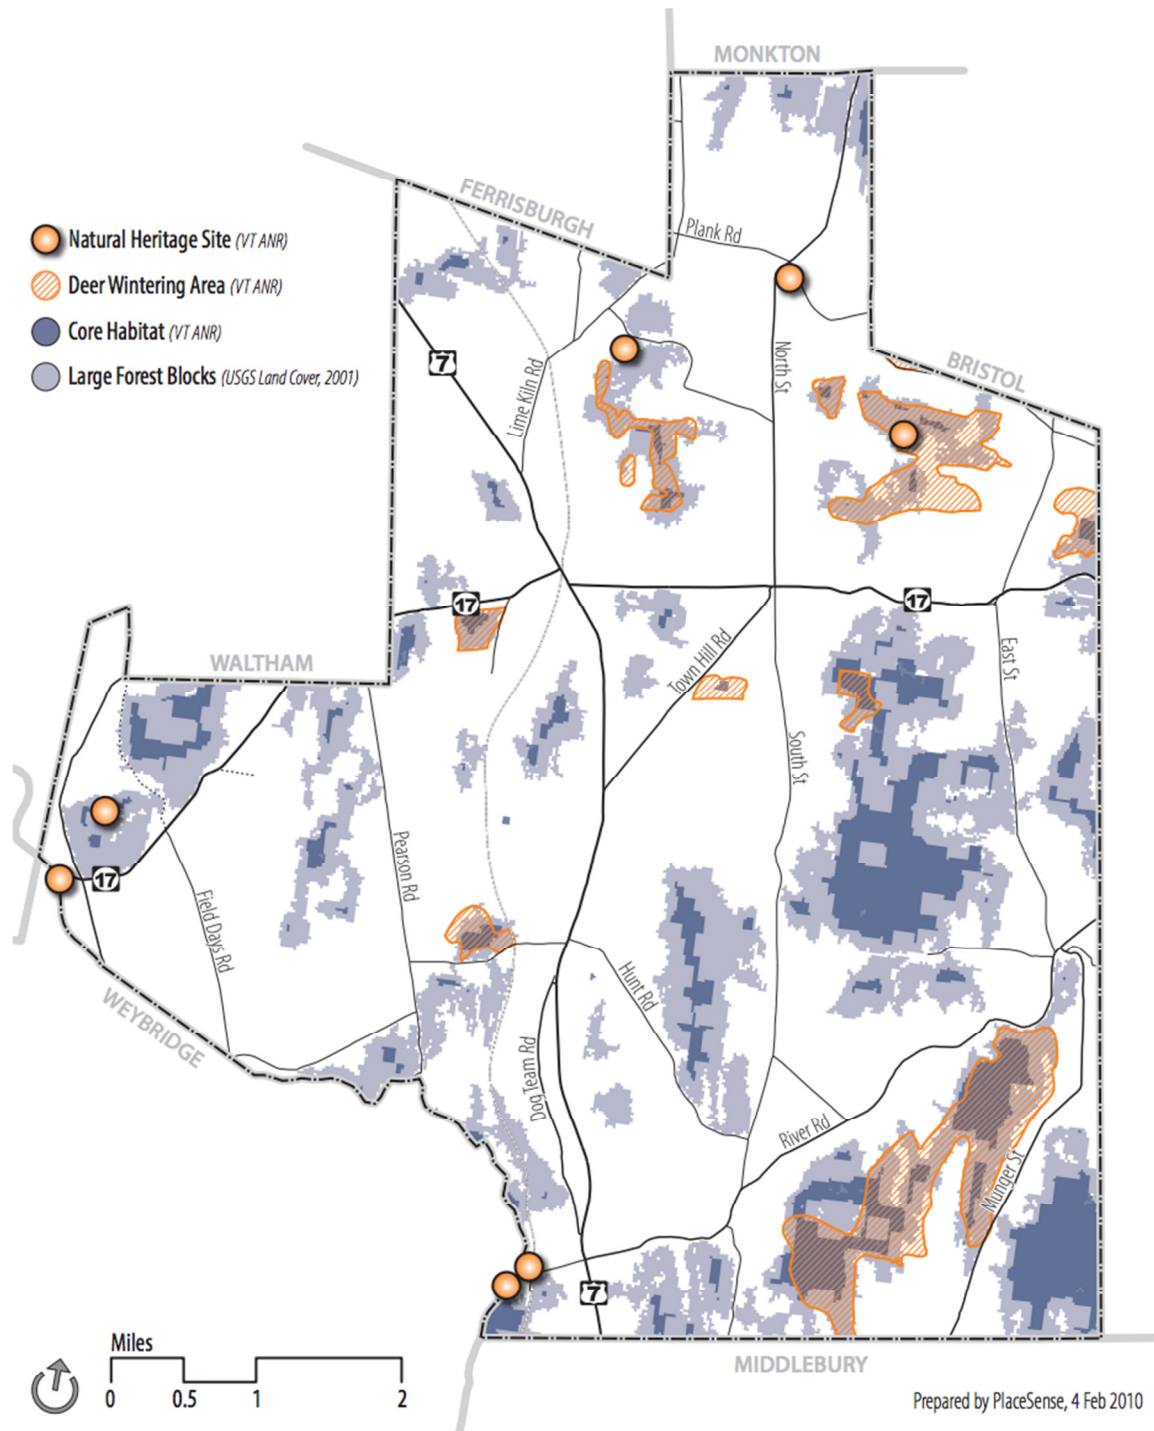 MONKTON
FERRISBURGH
Natural Heritage Site (VT ANR)
Deer Wintering Area (VT ANR)
Core Habitat (VT ANR)
Large Forest Blocks (USGS Land Cover, 2001)
Plank Rd
7
North St
BRISTOL
Lime Kiln Rd
17
17
WALTHAM
Town Hill Rd
East St
South St
Pearson Rd
17
Field Days Rd
WEYBRIDGE
Hunt Rd
Dog Team Rd
River Rd
Munger St
7
Miles
0 0.5 1 2
MIDDLEBURY
Prepared by PlaceSense, 4 Feb 2010